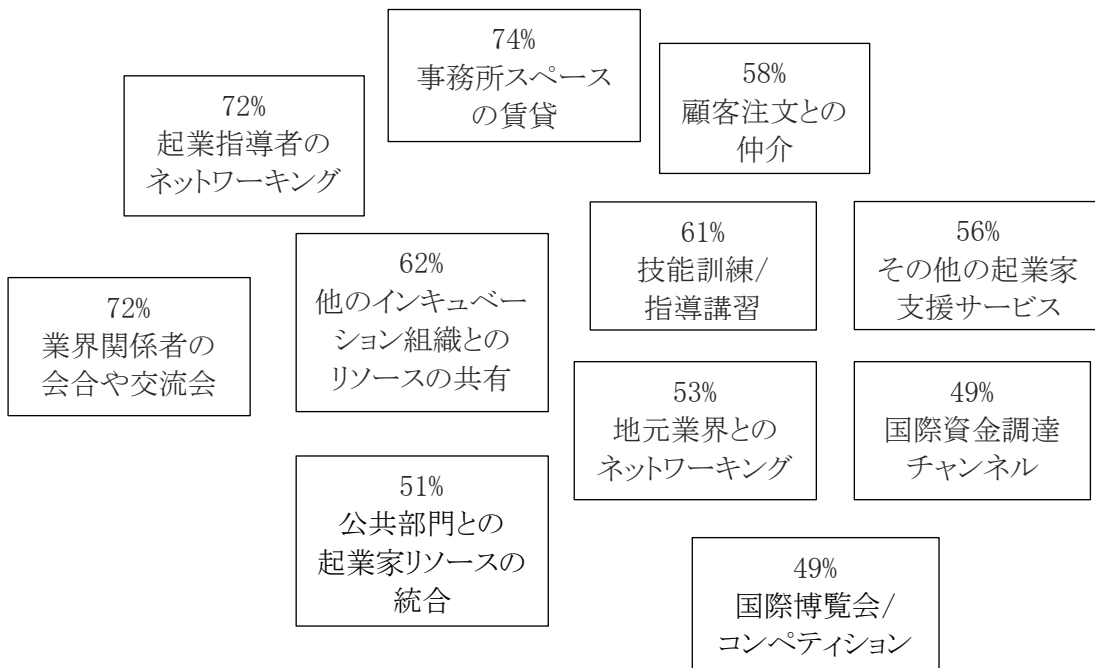 74%
事務所スペース
の賃貸
58%
顧客注文との
仲介
72%
起業指導者の
ネットワーキング
61%
技能訓練/
指導講習
56%
その他の起業家
支援サービス
62%
他のインキュベー
ション組織との
リソースの共有
72%
業界関係者の
会合や交流会
53%
地元業界との
ネットワーキング
49%
国際資金調達
チャンネル
51%
公共部門との
起業家リソースの
統合
49%
国際博覧会/
コンペティション